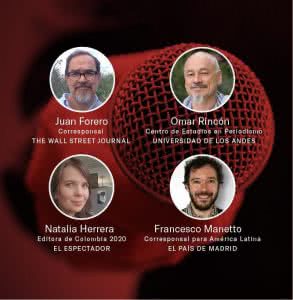 Juan Forero
Corresponsal
THE WALL STREET JOURNAL
Omar Rincón
Centro de Estudios en Periodismo
UNIVERSIDAD DE LOS ANDES
Natalia Herrera
Editora de Colombia 2020
EL ESPECTADOR
Francesco Manetto
Corresponsal para América Latina
EL PAÍS DE MADRID